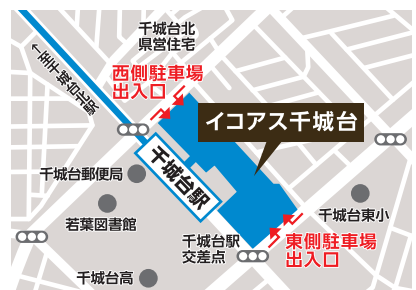 千城台北
県営住宅
↑至千城台北駅
西側駐車場
出入口
イコアス千城台
千城台駅
千城台郵便局
若葉図書館
千城台東小
千城台駅
交差点
東側駐車場
出入口
千城台高